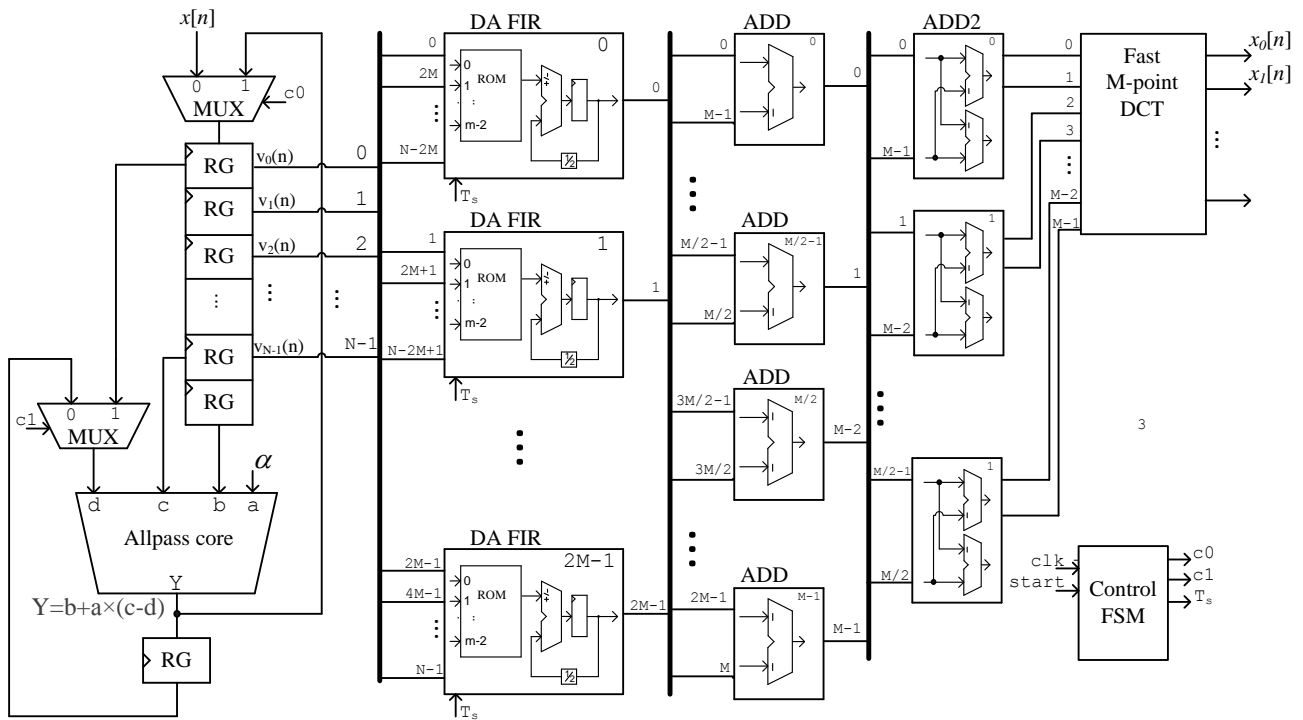 x[n]
0 1
MUX
c0
RG
v0(n)
0
RG
v1(n)
1
RG
v2(n)
2
RG
vN-1(n)
N-1
RG
0 1
c1
MUX
α
d c b a
Allpass core
Y
Y=b+a×(c-d)
RG
DA FIR
0
0
2M
N-2M
0
1
m-2
ROM
+/-
½
Ts
0
DA FIR
1
1
2M+1
N-2M+1
0
1
m-2
ROM
+/-
½
Ts
1
DA FIR
2M-1
2M-1
4M-1
N-1
0
1
m-2
ROM
+/-
½
Ts
2M-1
ADD
0
0
M-1
0
ADD
M/2-1
M/2-1
M/2
1
ADD
M/2
3M/2-1
3M/2
M-2
ADD
M-1
2M-1
M
M-1
ADD2
0
0
M-1
0
1
1
1
M-2
2
3
1
M/2-1
M/2
M-2
M-1
Fast
M-point
DCT
x0[n]
x1[n]
3
clk
start
Control
FSM
c0
c1
Ts